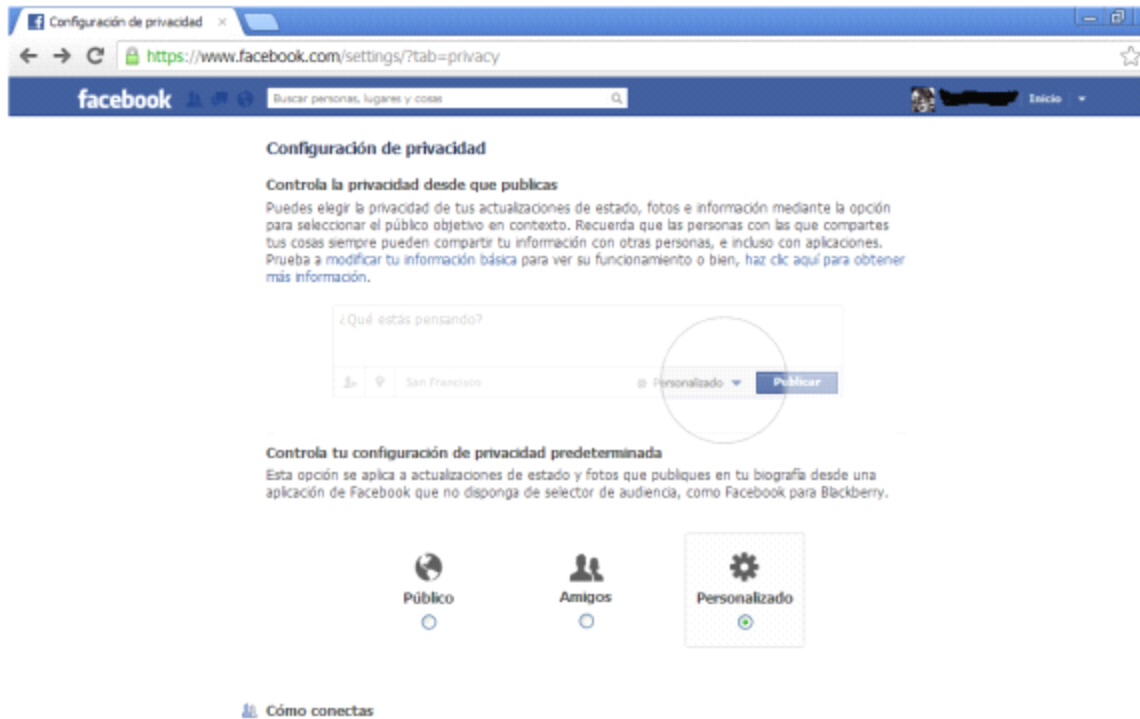 Configuración de privacidad
https://www.facebook.com/settings/?tab=privacy
facebook
Buscar personas, lugares y cosas
Inicio
Configuración de privacidad
Controla la privacidad desde que publicas
Puedes elegir la privacidad de tus actualizaciones de estado, fotos e información mediante la opción
para seleccionar el público objetivo en contexto. Recuerda que las personas con las que compartes
tus cosas siempre pueden compartir tu información con otras personas, e incluso con aplicaciones.
Prueba a modificar tu información básica para ver su funcionamiento o bien, haz clic aquí para obtener
más información.
¿Qué estás pensando?
San Francisco
Personalizado
Publicar
Controla tu configuración de privacidad predeterminada
Esta opción se aplica a actualizaciones de estado y fotos que publiques en tu biografía desde una
aplicación de Facebook que no disponga de selector de audiencia, como Facebook para Blackberry.
Público
Amigos
Personalizado
Cómo conectas